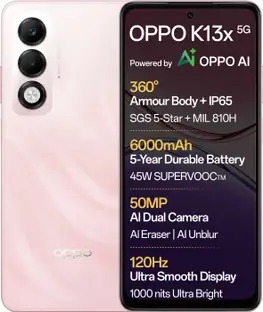 OPPO K13x 5G
Powered by Ai OPPO AI
360°
Armour Body + IP65
SGS 5-Star + MIL 810H
6000mAh
5-Year Durable Battery
45W SUPERVOOC™
50MP
AI Dual Camera
AI Eraser | AI Unblur
120Hz
Ultra Smooth Display
1000 nits Ultra Bright
oppo